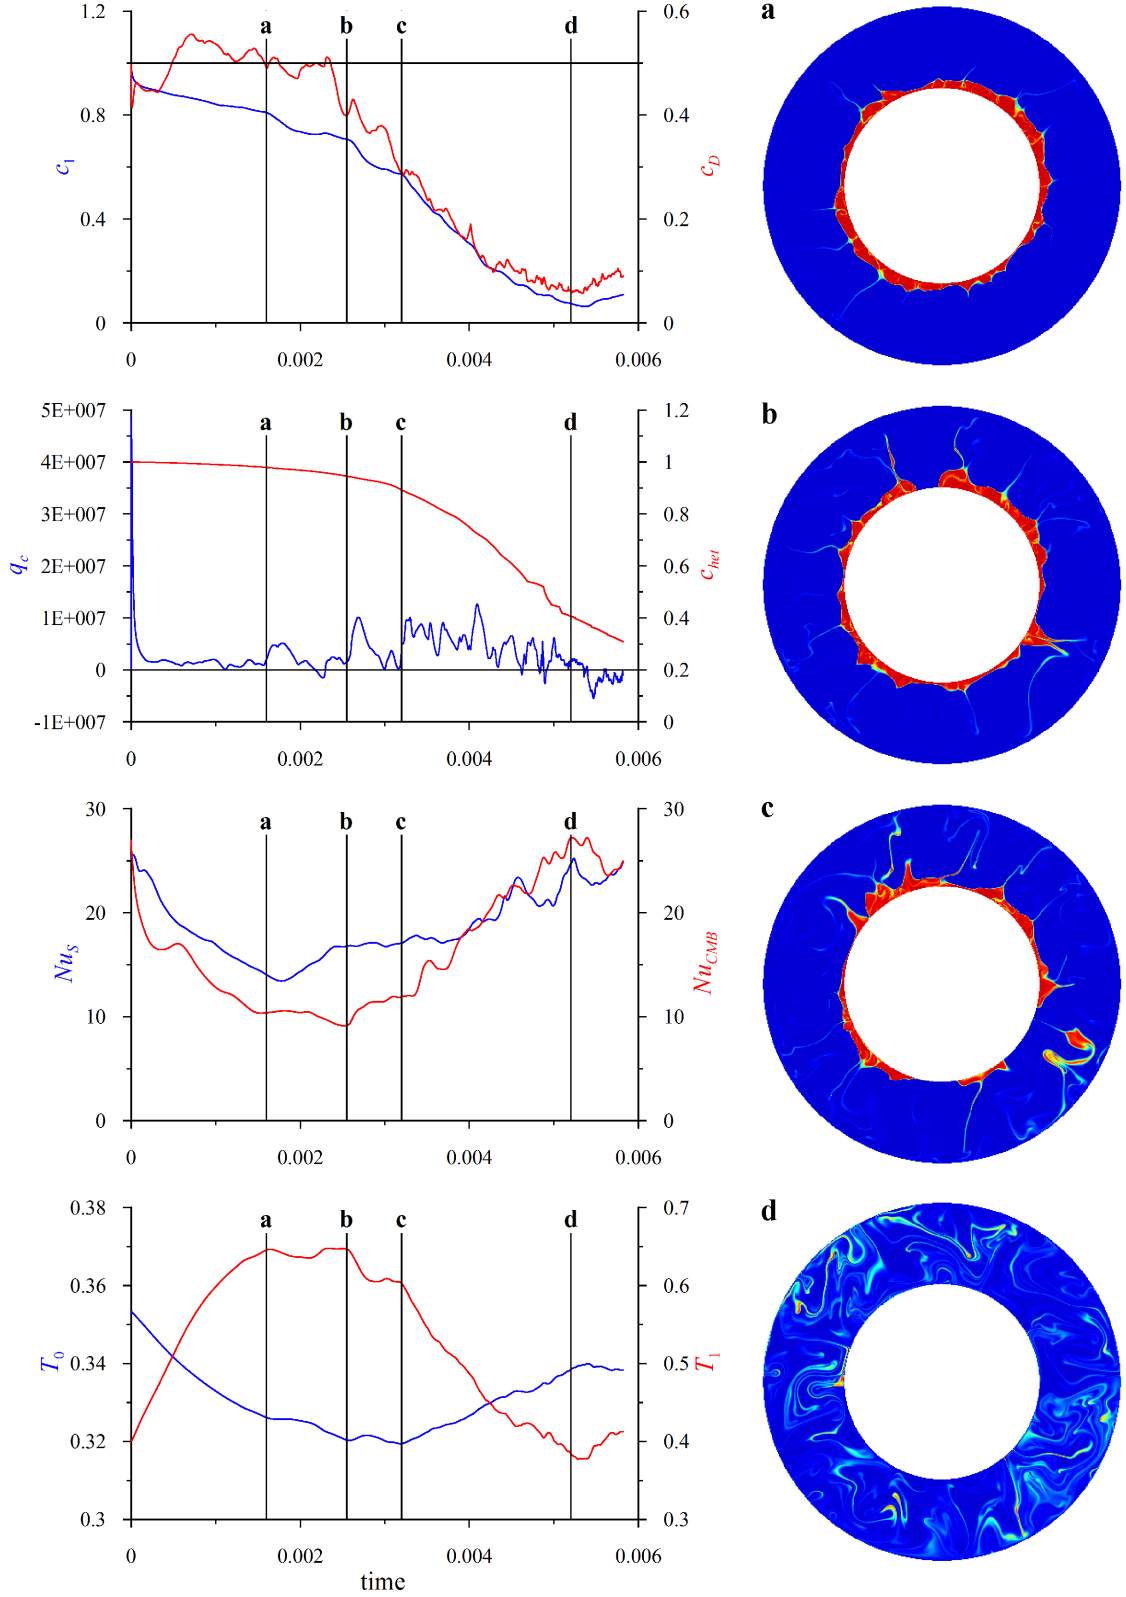 1.2
0.8
0.4
0
c1
a b c d
0.6
0.4
0.2
0
cD
0 0.002 0.004 0.006
a
5E+007
4E+007
3E+007
2E+007
1E+007
0
-1E+007
qc
a b c d
1.2
1
0.8
0.6
0.4
0.2
0
chet
0 0.002 0.004 0.006
b
30
20
10
0
NuS
a b c d
30
20
10
0
NuCMB
0 0.002 0.004 0.006
c
0.38
0.36
0.34
0.32
0.3
T0
a b c d
0.7
0.6
0.5
0.4
0.3
T1
0 0.002 0.004 0.006
time
d